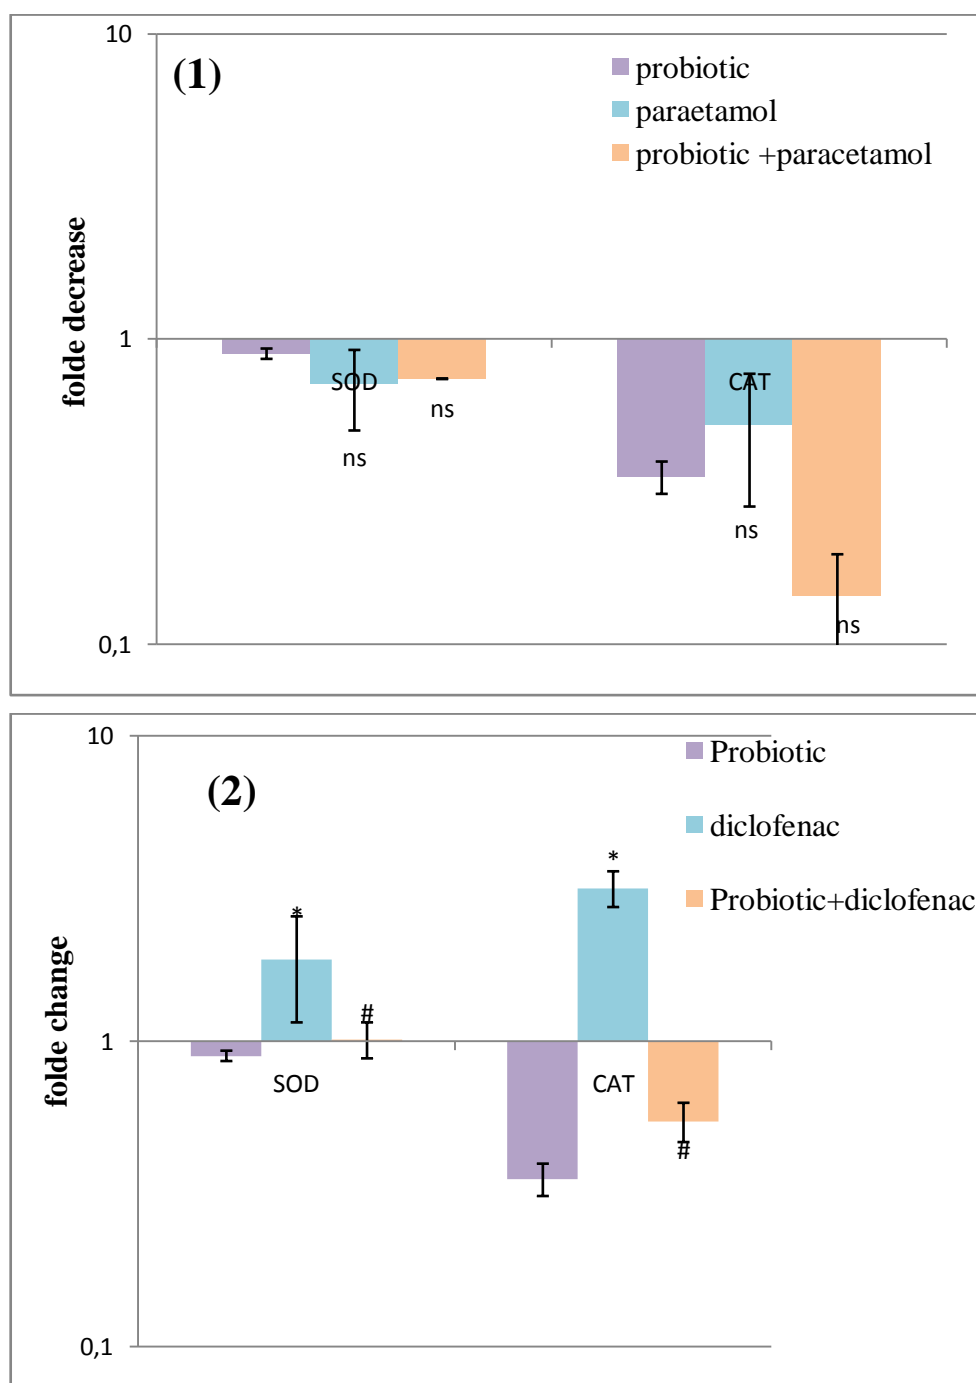 10
(1)
probiotic
paraetamol
probiotic +paracetamol
folde decrease
1
SOD
CAT
ns
ns
ns
ns
0,1
10
(2)
Probiotic
diclofenac
Probiotic+diclofenac
*
*
#
folde change
1
SOD
CAT
#
0,1